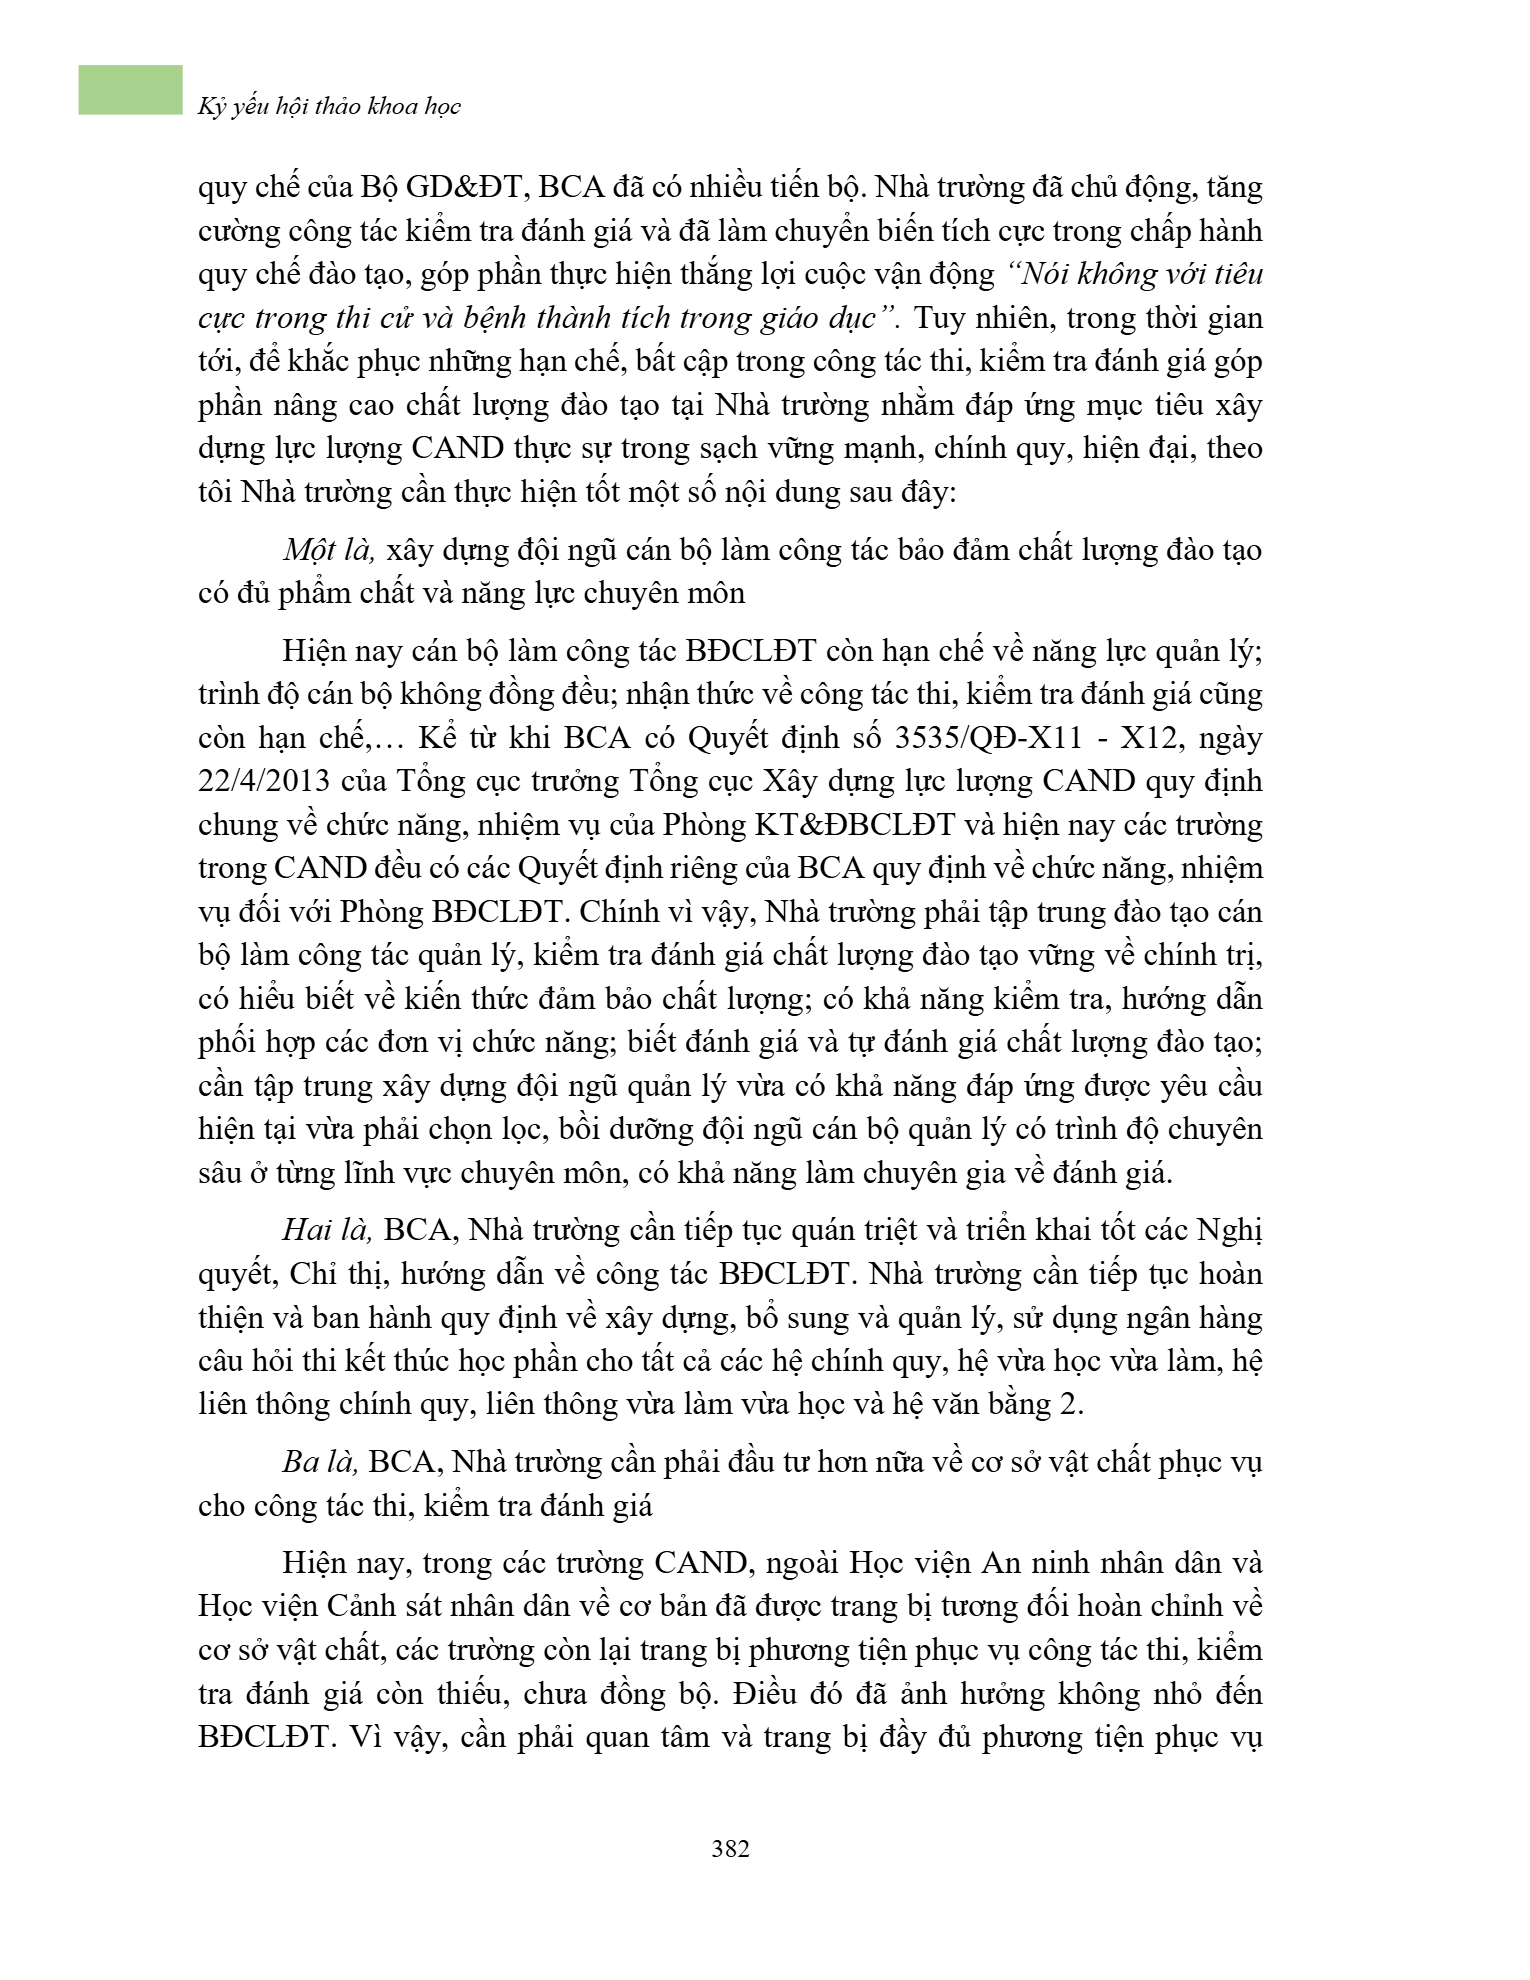 Kỷ yếu hội thảo khoa học
quy chế của Bộ GD&ĐT, BCA đã có nhiều tiến bộ. Nhà trường đã chủ động, tăng
cường công tác kiểm tra đánh giá và đã làm chuyển biến tích cực trong chấp hành
quy chế đào tạo, góp phần thực hiện thắng lợi cuộc vận động “Nói không với tiêu
cực trong thi cử và bệnh thành tích trong giáo dục”. Tuy nhiên, trong thời gian
tới, để khắc phục những hạn chế, bất cập trong công tác thi, kiểm tra đánh giá góp
phần nâng cao chất lượng đào tạo tại Nhà trường nhằm đáp ứng mục tiêu xây
dựng lực lượng CAND thực sự trong sạch vững mạnh, chính quy, hiện đại, theo
tôi Nhà trường cần thực hiện tốt một số nội dung sau đây:
Một là, xây dựng đội ngũ cán bộ làm công tác bảo đảm chất lượng đào tạo
có đủ phẩm chất và năng lực chuyên môn
Hiện nay cán bộ làm công tác BĐCLĐT còn hạn chế về năng lực quản lý;
trình độ cán bộ không đồng đều; nhận thức về công tác thi, kiểm tra đánh giá cũng
còn hạn chế,… Kể từ khi BCA có Quyết định số 3535/QĐ-X11 - X12, ngày
22/4/2013 của Tổng cục trưởng Tổng cục Xây dựng lực lượng CAND quy định
chung về chức năng, nhiệm vụ của Phòng KT&ĐBCLĐT và hiện nay các trường
trong CAND đều có các Quyết định riêng của BCA quy định về chức năng, nhiệm
vụ đối với Phòng BĐCLĐT. Chính vì vậy, Nhà trường phải tập trung đào tạo cán
bộ làm công tác quản lý, kiểm tra đánh giá chất lượng đào tạo vững về chính trị,
có hiểu biết về kiến thức đảm bảo chất lượng; có khả năng kiểm tra, hướng dẫn
phối hợp các đơn vị chức năng; biết đánh giá và tự đánh giá chất lượng đào tạo;
cần tập trung xây dựng đội ngũ quản lý vừa có khả năng đáp ứng được yêu cầu
hiện tại vừa phải chọn lọc, bồi dưỡng đội ngũ cán bộ quản lý có trình độ chuyên
sâu ở từng lĩnh vực chuyên môn, có khả năng làm chuyên gia về đánh giá.
Hai là, BCA, Nhà trường cần tiếp tục quán triệt và triển khai tốt các Nghị
quyết, Chỉ thị, hướng dẫn về công tác BĐCLĐT. Nhà trường cần tiếp tục hoàn
thiện và ban hành quy định về xây dựng, bổ sung và quản lý, sử dụng ngân hàng
câu hỏi thi kết thúc học phần cho tất cả các hệ chính quy, hệ vừa học vừa làm, hệ
liên thông chính quy, liên thông vừa làm vừa học và hệ văn bằng 2.
Ba là, BCA, Nhà trường cần phải đầu tư hơn nữa về cơ sở vật chất phục vụ
cho công tác thi, kiểm tra đánh giá
Hiện nay, trong các trường CAND, ngoài Học viện An ninh nhân dân và
Học viện Cảnh sát nhân dân về cơ bản đã được trang bị tương đối hoàn chỉnh về
cơ sở vật chất, các trường còn lại trang bị phương tiện phục vụ công tác thi, kiểm
tra đánh giá còn thiếu, chưa đồng bộ. Điều đó đã ảnh hưởng không nhỏ đến
BĐCLĐT. Vì vậy, cần phải quan tâm và trang bị đầy đủ phương tiện phục vụ
382